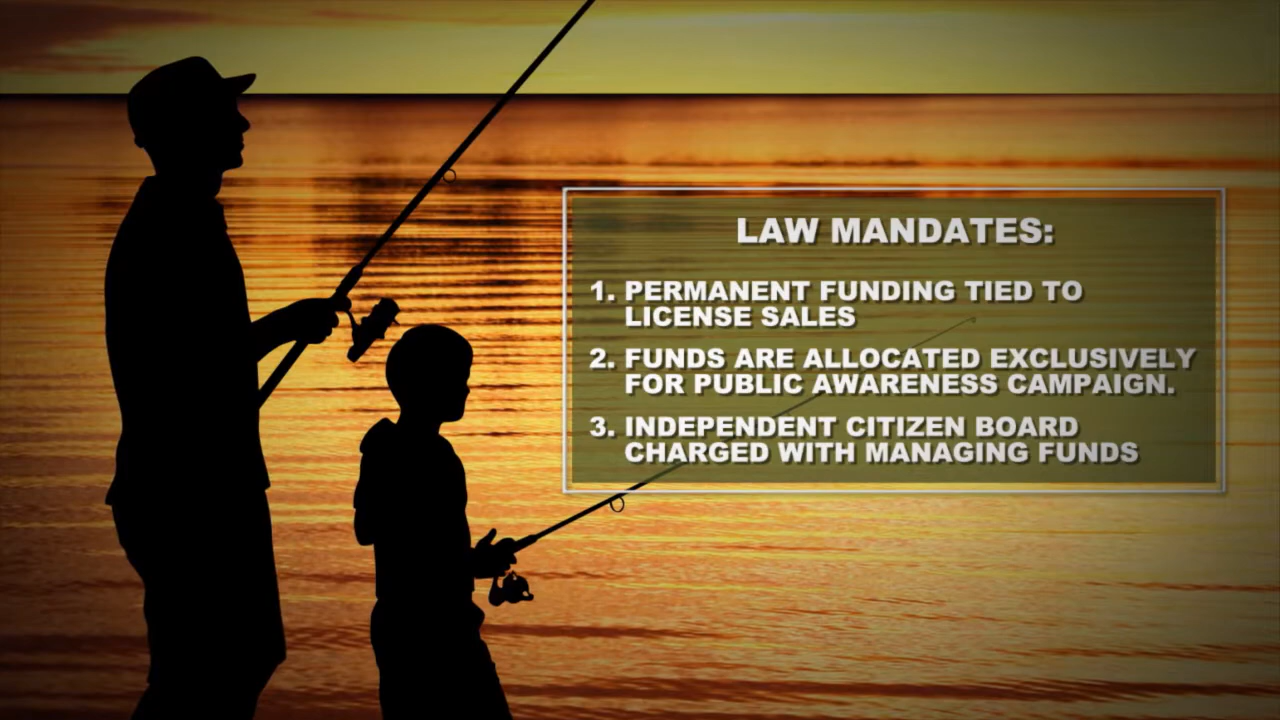 LAW MANDATES:
1. PERMANENT FUNDING TIED TO
LICENSE SALES
2. FUNDS ARE ALLOCATED EXCLUSIVELY
FOR PUBLIC AWARENESS CAMPAIGN.
3. INDEPENDENT CITIZEN BOARD
CHARGED WITH MANAGING FUNDS